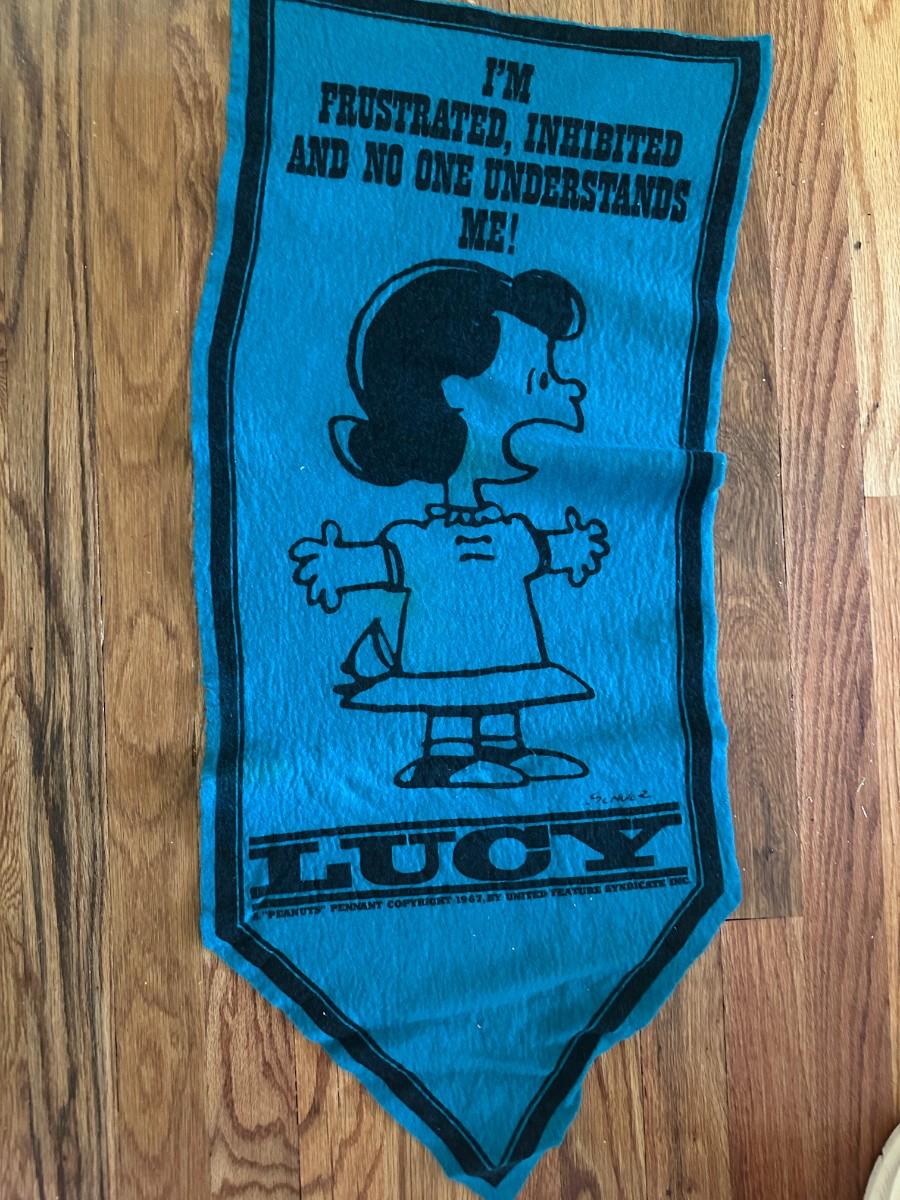 I'M
FRUSTRATED, INHIBITED
AND NO ONE UNDERSTANDS
ME!
SCHULZ
LUCY
A "PEANUTS" PENNANT COPYRIGHT 1967, BY UNITED FEATURE SYNDICATE INC.